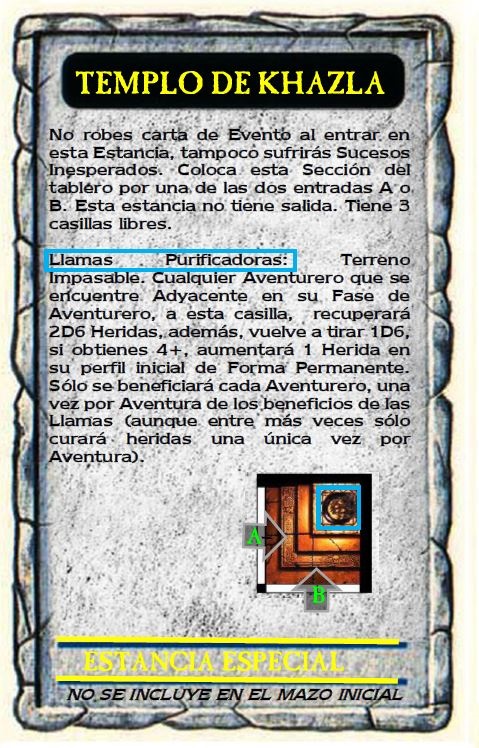 TEMPLO DE KHAZLA
No robes carta de Evento al entrar en
esta Estancia, tampoco sufrirás Sucesos
Inesperados. Coloca esta Sección del
tablero por una de las dos entradas A o
B. Esta estancia no tiene salida. Tiene 3
casillas libres.
Llamas Purificadoras: Terreno
Impasable. Cualquier Aventurero que se
encuentre Adyacente en su Fase de
Aventurero, a esta casilla, recuperará
2D6 Heridas, además, vuelve a tirar 1D6,
si obtienes 4+, aumentará 1 Herida en
su perfil inicial de Forma Permanente.
Sólo se beneficiará cada Aventurero, una
vez por Aventura de los beneficios de las
Llamas (aunque entre más veces sólo
curará heridas una única vez por
Aventura).
A
B
ESTANCIA ESPECIAL
NO SE INCLUYE EN EL MAZO INICIAL